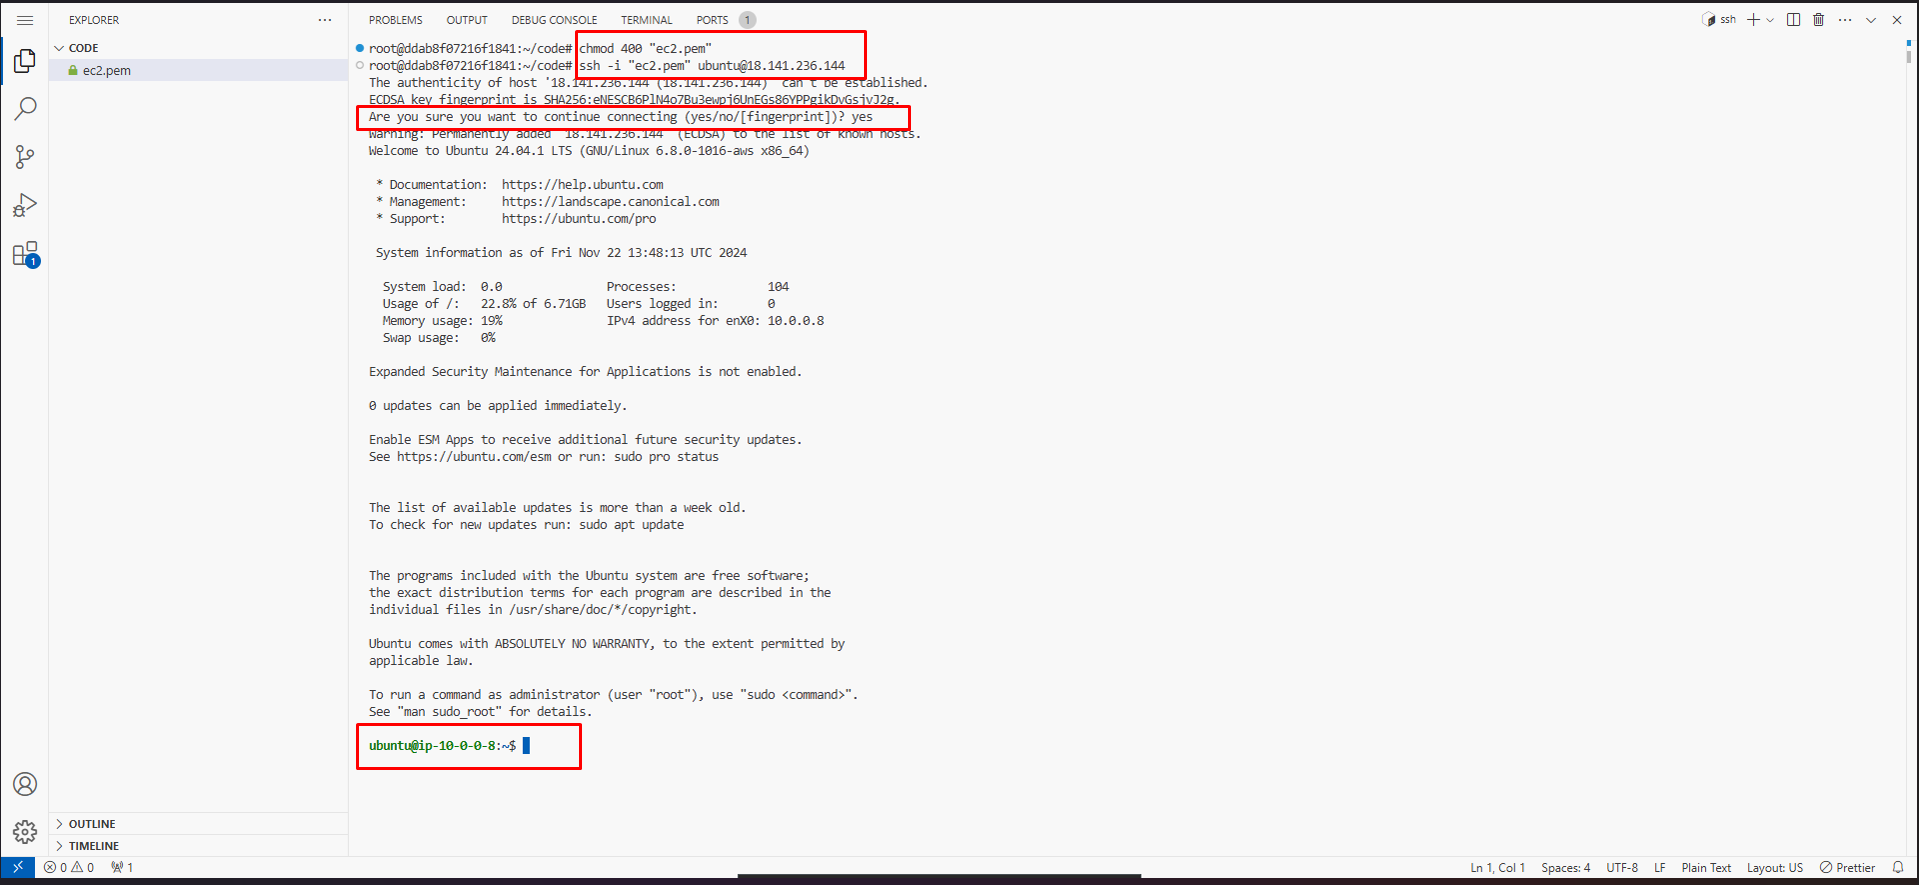 EXPLORER
CODE
ec2.pem
1
OUTLINE
TIMELINE
PROBLEMS OUTPUT DEBUG CONSOLE TERMINAL PORTS 1
ssh
root@ddab8f07216f1841:~/code# chmod 400 "ec2.pem"
root@ddab8f07216f1841:~/code# ssh -i "ec2.pem" ubuntu@18.141.236.144
The authenticity of host '18.141.236.144 (18.141.236.144)' can't be established.
ECDSA key fingerprint is SHA256:eNESCB6PlN4o7Bu3ewpj6UnEGs86YPPgikDvGsjvJ2g.
Are you sure you want to continue connecting (yes/no/[fingerprint])? yes
Warning: Permanently added '18.141.236.144' (ECDSA) to the list of known hosts.
Welcome to Ubuntu 24.04.1 LTS (GNU/Linux 6.8.0-1016-aws x86_64)
* Documentation: https://help.ubuntu.com
* Management: https://landscape.canonical.com
* Support: https://ubuntu.com/pro
System information as of Fri Nov 22 13:48:13 UTC 2024
System load: 0.0 Processes: 104
Usage of /: 22.8% of 6.71GB Users logged in: 0
Memory usage: 19% IPv4 address for enX0: 10.0.0.8
Swap usage: 0%
Expanded Security Maintenance for Applications is not enabled.
0 updates can be applied immediately.
Enable ESM Apps to receive additional future security updates.
See https://ubuntu.com/esm or run: sudo pro status
The list of available updates is more than a week old.
To check for new updates run: sudo apt update
The programs included with the Ubuntu system are free software;
the exact distribution terms for each program are described in the
individual files in /usr/share/doc/*/copyright.
Ubuntu comes with ABSOLUTELY NO WARRANTY, to the extent permitted by
applicable law.
To run a command as administrator (user "root"), use "sudo <command>".
See "man sudo_root" for details.
ubuntu@ip-10-0-0-8:~$
0 0 1
Ln 1, Col 1 Spaces: 4 UTF-8 LF Plain Text Layout: US Prettier